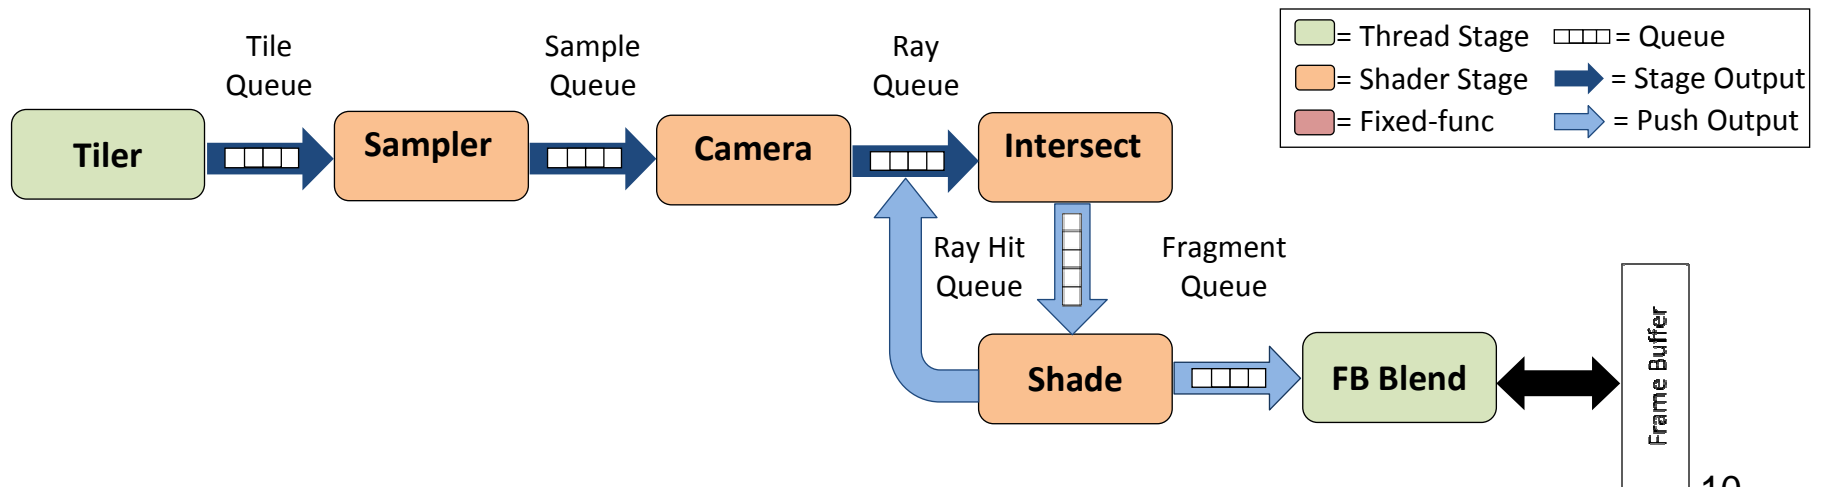 Tile
Queue
Sample
Queue
Ray
Queue
= Thread Stage
= Queue
= Shader Stage
= Stage Output
= Fixed-func
= Push Output
Tiler
Sampler
Camera
Intersect
Ray Hit
Queue
Fragment
Queue
Shade
FB Blend
Frame Buffer